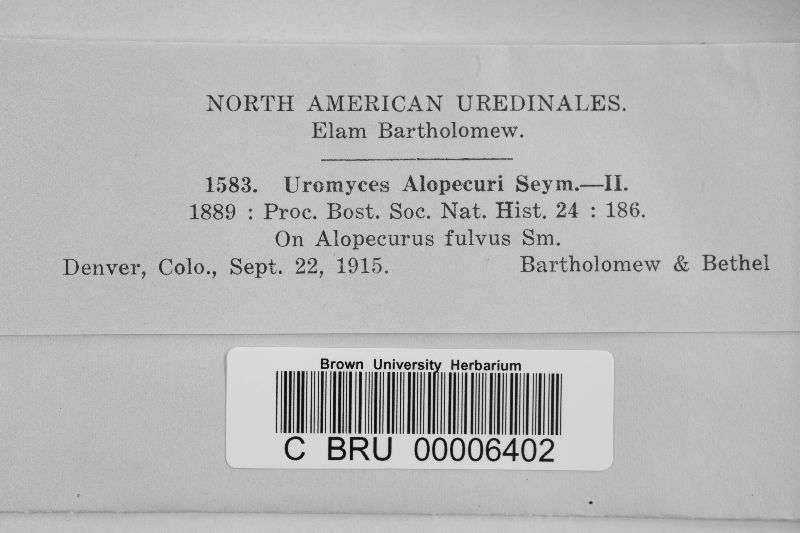 NORTH AMERICAN UREDINALES.
Elam Bartholomew.
1583. Uromyces Alopecuri Seym.—II.
1889 : Proc. Bost. Soc. Nat. Hist. 24 : 186.
On Alopecurus fulvus Sm.
Denver, Colo., Sept. 22, 1915. Bartholomew & Bethel
Brown University Herbarium
C BRU 00006402